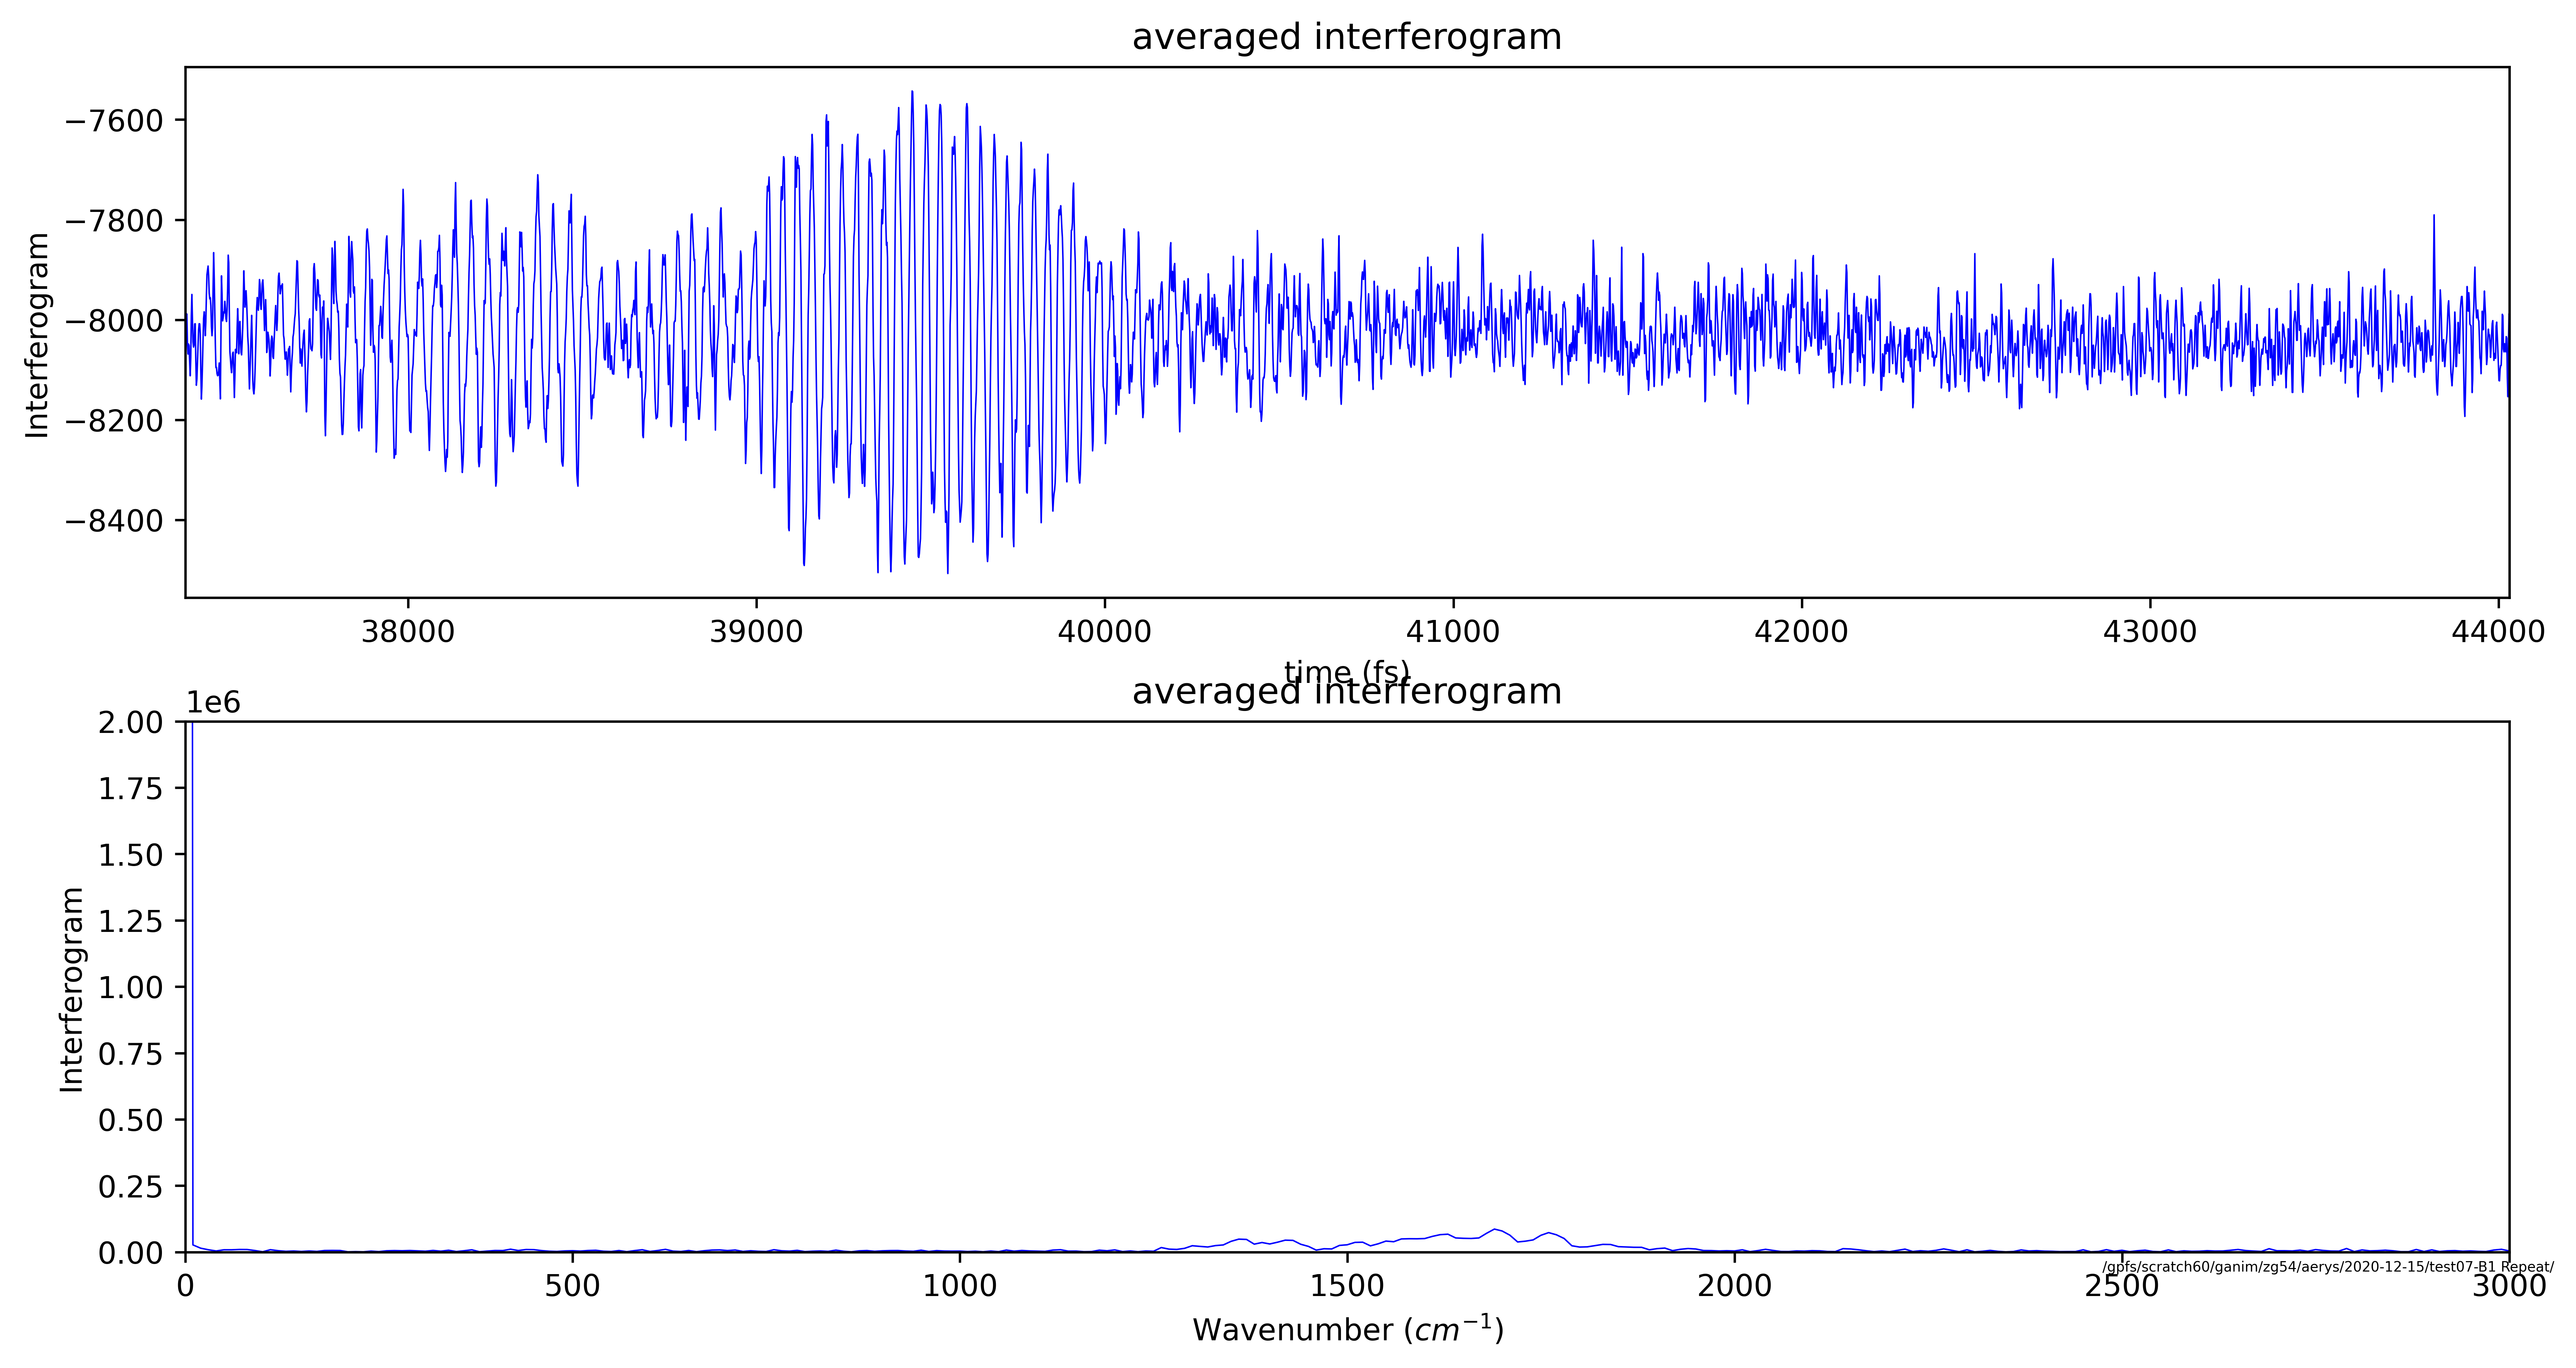 averaged interferogram
Interferogram
−7600
−7800
−8000
−8200
−8400
38000 39000 40000 41000 42000 43000 44000
time (fs)
averaged interferogram
1e6
Interferogram
2.00
1.75
1.50
1.25
1.00
0.75
0.50
0.25
0.00
/gpfs/scratch60/ganim/zg54/aerys/2020-12-15/test07-B1 Repeat/
0 500 1000 1500 2000 2500 3000
Wavenumber (cm⁻¹)